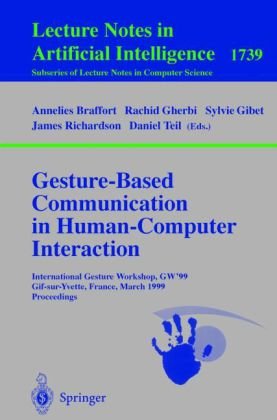 Lecture Notes in
Artificial Intelligence 1739
Subseries of Lecture Notes in Computer Science
Annelies Braffort Rachid Gherbi Sylvie Gibet
James Richardson Daniel Teil (Eds.)
Gesture-Based
Communication
in Human-Computer
Interaction
International Gesture Workshop, GW'99
Gif-sur-Yvette, France, March 1999
Proceedings
Springer